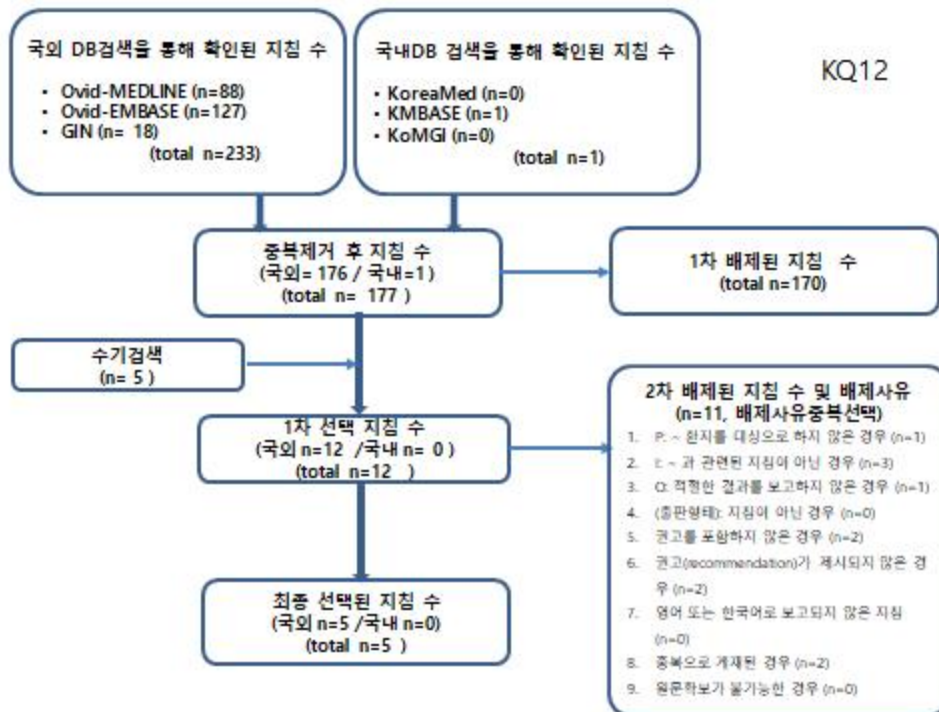 국외 DB검색을 통해 확인된 지침 수
• Ovid-MEDLINE (n=88)
• Ovid-EMBASE (n=127)
• GIN (n= 18)
(total n=233)
국내DB 검색을 통해 확인된 지침 수
• KoreaMed (n=0)
• KMBASE (n=1)
• KoMGI (n=0)
(total n=1)
KQ12
중복제거 후 지침 수
(국외= 176 / 국내=1)
(total n= 177 )
1차 배제된 지침 수
(total n=170)
수기검색
(n= 5 )
1차 선택 지침 수
(국외 n=12 /국내 n= 0 )
(total n=12 )
2차 배제된 지침 수 및 배제사유
(n=11, 배제사유중복선택)
1. P: ~ 환자를 대상으로 하지 않은 경우 (n=1)
2. I: ~ 과 관련된 지침이 아닌 경우 (n=3)
3. O: 적절한 결과를 보고하지 않은 경우 (n=1)
4. (출판형태): 지침이 아닌 경우 (n=0)
5. 권고를 포함하지 않은 경우 (n=2)
6. 권고(recommendation)가 제시되지 않은 경
우 (n=2)
7. 영어 또는 한국어로 보고되지 않은 지침
(n=0)
8. 중복으로 게재된 경우 (n=2)
9. 원문확보가 불가능한 경우 (n=0)
최종 선택된 지침 수
(국외 n=5 /국내 n=0)
(total n=5 )